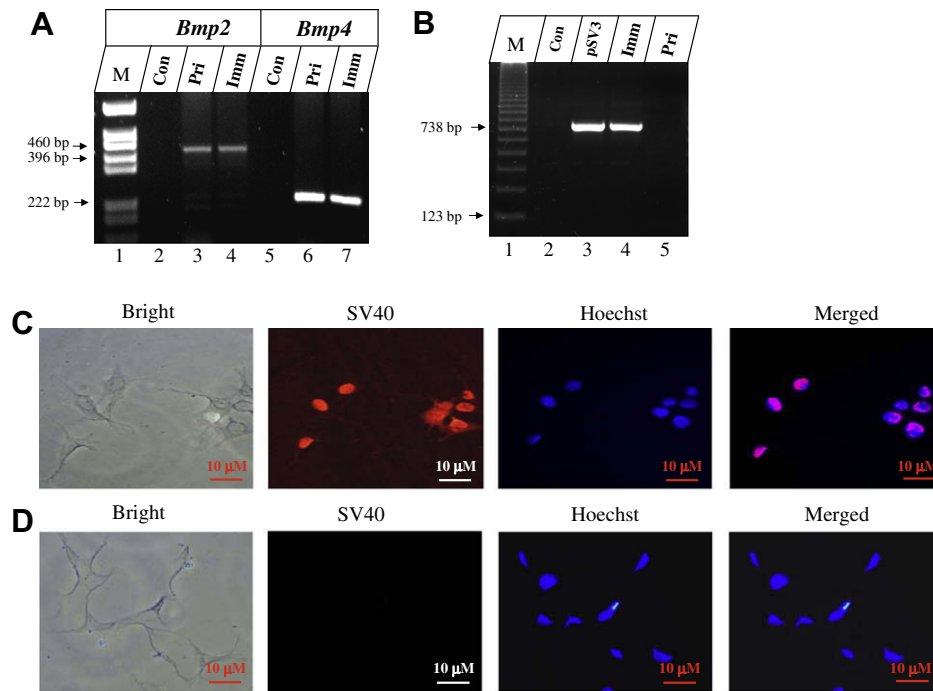 A
Bmp2 Bmp4
M Con Pri Imm Con Pri Imm
460 bp
396 bp
222 bp
1 2 3 4 5 6 7
B
M Con pSV3 Imm Pri
738 bp
123 bp
1 2 3 4 5
C
Bright SV40 Hoechst Merged
10 µM 10 µM 10 µM 10 µM
D
Bright SV40 Hoechst Merged
10 µM 10 µM 10 µM 10 µM